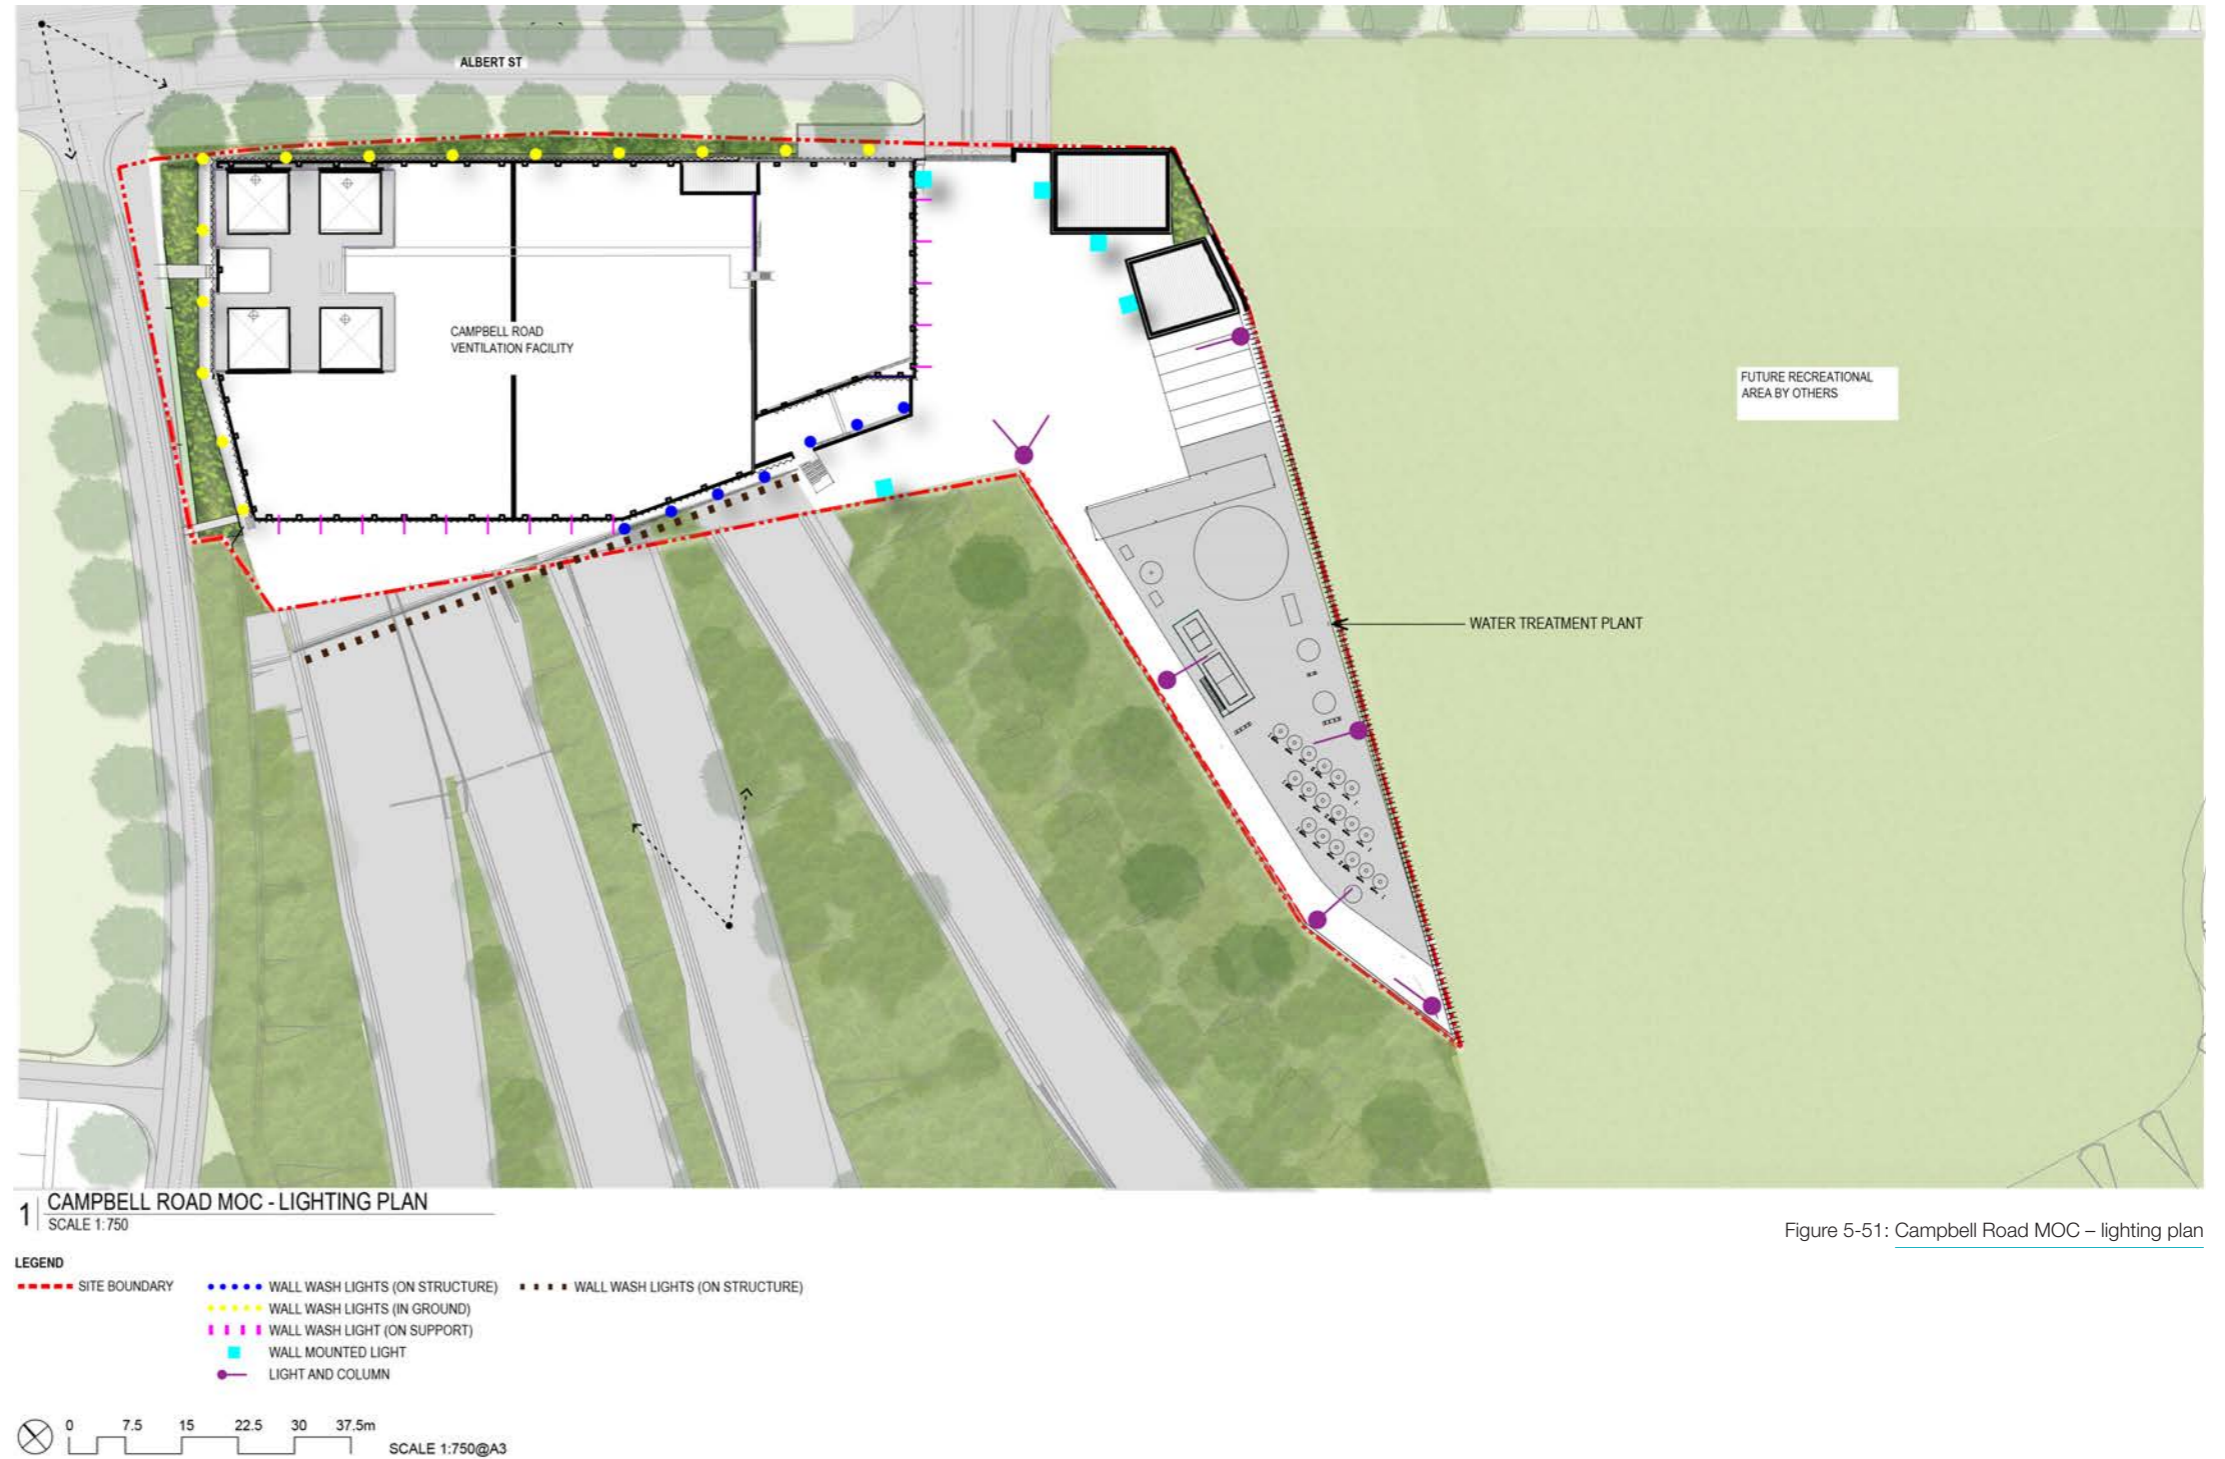 ALBERT ST
CAMPBELL ROAD
VENTILATION FACILITY
FUTURE RECREATIONAL
AREA BY OTHERS
WATER TREATMENT PLANT
1 CAMPBELL ROAD MOC - LIGHTING PLAN
SCALE 1:750
Figure 5-51: Campbell Road MOC – lighting plan
LEGEND
SITE BOUNDARY
WALL WASH LIGHTS (ON STRUCTURE)
WALL WASH LIGHTS (ON STRUCTURE)
WALL WASH LIGHTS (IN GROUND)
WALL WASH LIGHT (ON SUPPORT)
WALL MOUNTED LIGHT
LIGHT AND COLUMN
0 7.5 15 22.5 30 37.5m
SCALE 1:750@A3